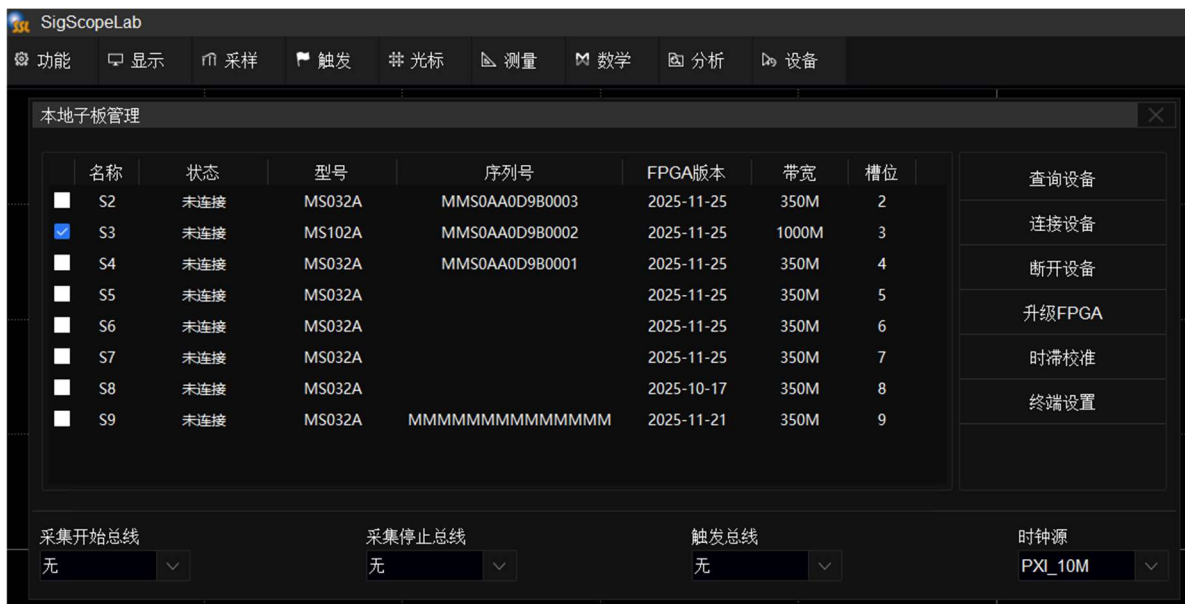 SigScopeLab
功能 显示 采样 触发 光标 测量 数学 分析 设备
本地子板管理
名称 状态 型号 序列号 FPGA版本 带宽 槽位
S2 未连接 MS032A MMS0AA0D9B0003 2025-11-25 350M 2
S3 未连接 MS102A MMS0AA0D9B0002 2025-11-25 1000M 3
S4 未连接 MS032A MMS0AA0D9B0001 2025-11-25 350M 4
S5 未连接 MS032A 2025-11-25 350M 5
S6 未连接 MS032A 2025-11-25 350M 6
S7 未连接 MS032A 2025-11-25 350M 7
S8 未连接 MS032A 2025-10-17 350M 8
S9 未连接 MS032A MMMMMMMMMMMMMM 2025-11-21 350M 9
查询设备
连接设备
断开设备
升级FPGA
时滞校准
终端设置
采集开始总线 采集停止总线 触发总线 时钟源
无 无 无 PXI_10M